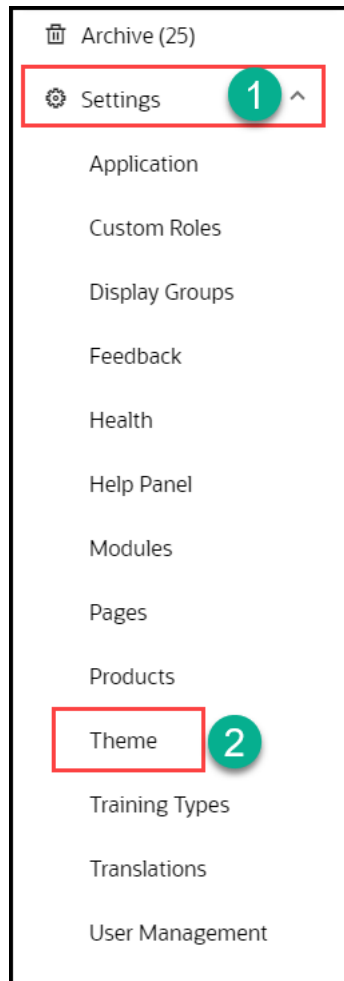 Archive (25)
Settings 1
Application
Custom Roles
Display Groups
Feedback
Health
Help Panel
Modules
Pages
Products
Theme 2
Training Types
Translations
User Management